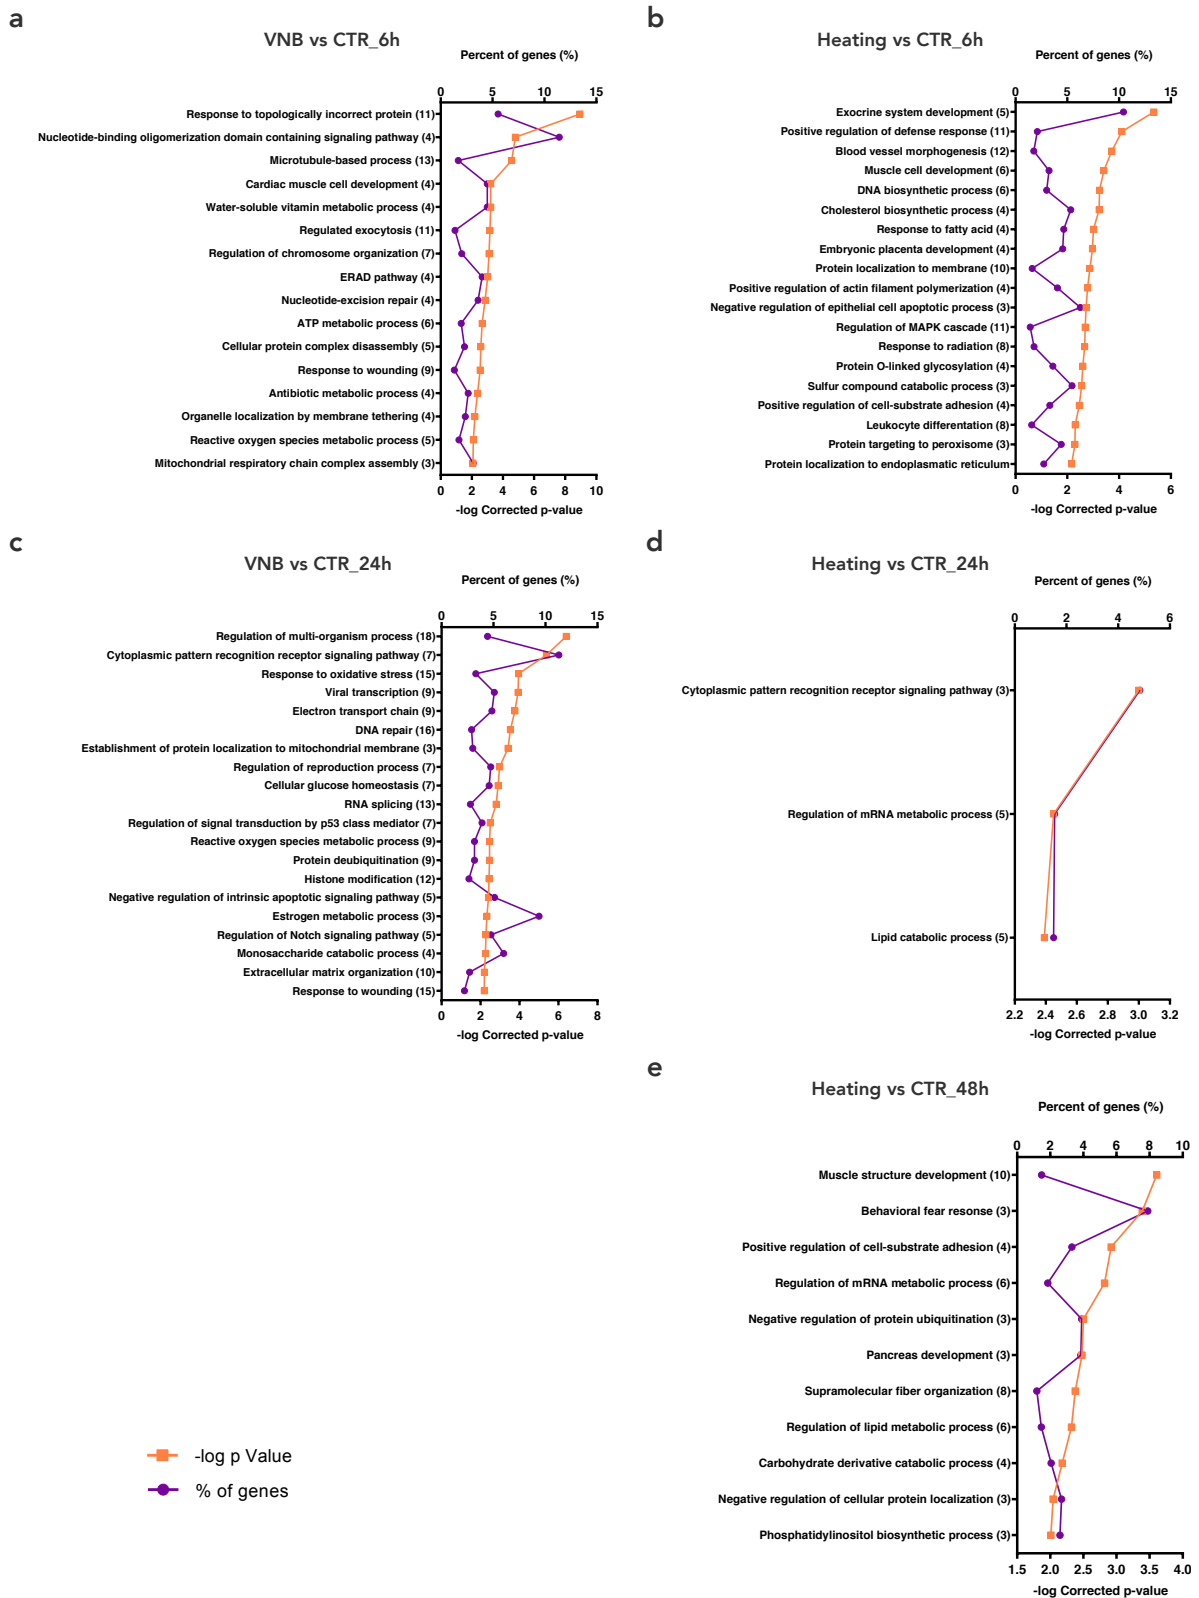 a
VNB vs CTR_6h
Percent of genes (%)
0 5 10 15
Response to topologically incorrect protein (11)
Nucleotide-binding oligomerization domain containing signaling pathway (4)
Microtubule-based process (13)
Cardiac muscle cell development (4)
Water-soluble vitamin metabolic process (4)
Regulated exocytosis (11)
Regulation of chromosome organization (7)
ERAD pathway (4)
Nucleotide-excision repair (4)
ATP metabolic process (6)
Cellular protein complex disassembly (5)
Response to wounding (9)
Antibiotic metabolic process (4)
Organelle localization by membrane tethering (4)
Reactive oxygen species metabolic process (5)
Mitochondrial respiratory chain complex assembly (3)
0 2 4 6 8 10
-log Corrected p-value
b
Heating vs CTR_6h
Percent of genes (%)
0 5 10 15
Exocrine system development (5)
Positive regulation of defense response (11)
Blood vessel morphogenesis (12)
Muscle cell development (6)
DNA biosynthetic process (6)
Cholesterol biosynthetic process (4)
Response to fatty acid (4)
Embryonic placenta development (4)
Protein localization to membrane (10)
Positive regulation of actin filament polymerization (4)
Negative regulation of epithelial cell apoptotic process (3)
Regulation of MAPK cascade (11)
Response to radiation (8)
Protein O-linked glycosylation (4)
Sulfur compound catabolic process (3)
Positive regulation of cell-substrate adhesion (4)
Leukocyte differentiation (8)
Protein targeting to peroxisome (3)
Protein localization to endoplasmatic reticulum
0 2 4 6
-log Corrected p-value
c
VNB vs CTR_24h
Percent of genes (%)
0 5 10 15
Regulation of multi-organism process (18)
Cytoplasmic pattern recognition receptor signaling pathway (7)
Response to oxidative stress (15)
Viral transcription (9)
Electron transport chain (9)
DNA repair (16)
Establishment of protein localization to mitochondrial membrane (3)
Regulation of reproduction process (7)
Cellular glucose homeostasis (7)
RNA splicing (13)
Regulation of signal transduction by p53 class mediator (7)
Reactive oxygen species metabolic process (9)
Protein deubiquitination (9)
Histone modification (12)
Negative regulation of intrinsic apoptotic signaling pathway (5)
Estrogen metabolic process (3)
Regulation of Notch signaling pathway (5)
Monosaccharide catabolic process (4)
Extracellular matrix organization (10)
Response to wounding (15)
0 2 4 6 8
-log Corrected p-value
d
Heating vs CTR_24h
Percent of genes (%)
0 2 4 6
Cytoplasmic pattern recognition receptor signaling pathway (3)
Regulation of mRNA metabolic process (5)
Lipid catabolic process (5)
2.2 2.4 2.6 2.8 3.0 3.2
-log Corrected p-value
e
Heating vs CTR_48h
Percent of genes (%)
0 2 4 6 8 10
Muscle structure development (10)
Behavioral fear resonse (3)
Positive regulation of cell-substrate adhesion (4)
Regulation of mRNA metabolic process (6)
Negative regulation of protein ubiquitination (3)
Pancreas development (3)
Supramolecular fiber organization (8)
Regulation of lipid metabolic process (6)
Carbohydrate derivative catabolic process (4)
Negative regulation of cellular protein localization (3)
Phosphatidylinositol biosynthetic process (3)
1.5 2.0 2.5 3.0 3.5 4.0
-log Corrected p-value
-log p Value
% of genes